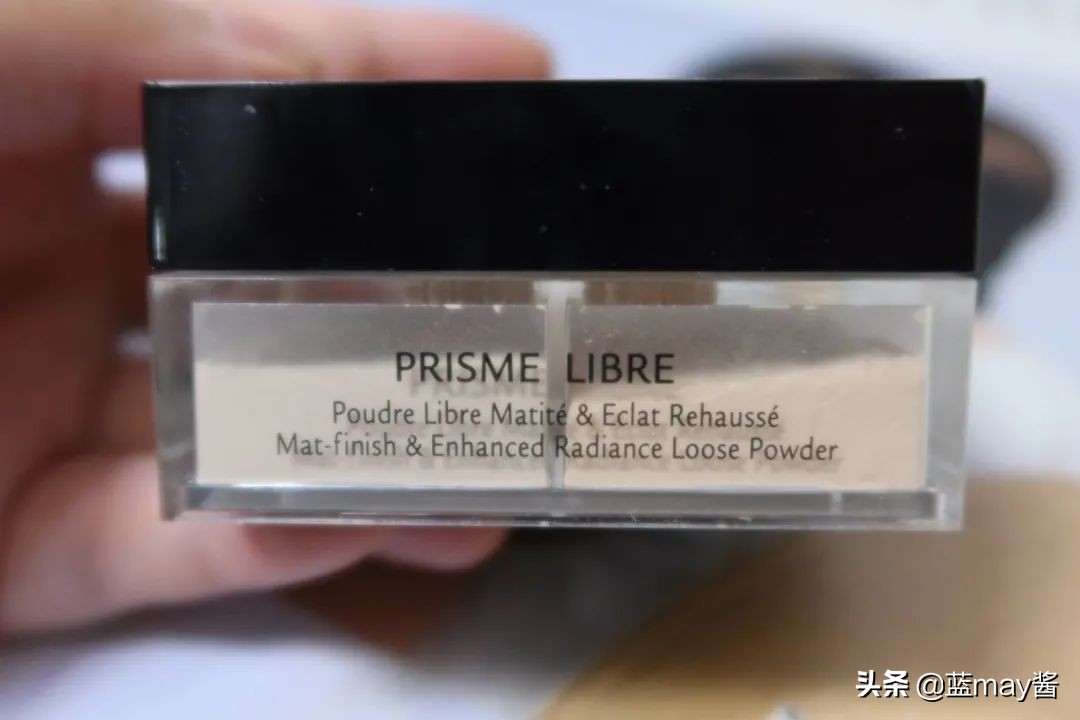 PRISME LIBRE
Poudre Libre Matité & Eclat Rehaussé
Mat-finish & Enhanced Radiance Loose Powder
头条 @蓝may酱